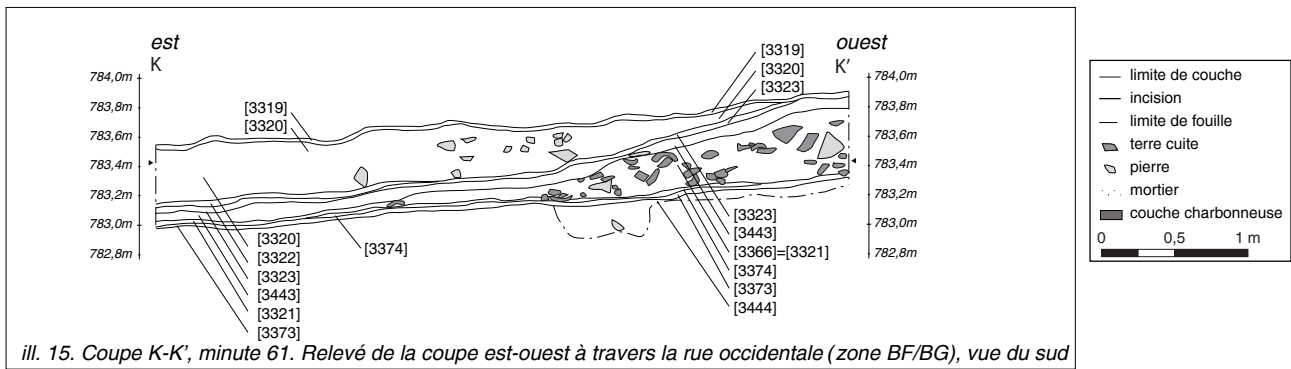 est
K
ouest
K'
784,0m
783,8m
783,6m
783,4m
783,2m
783,0m
782,8m
[3319]
[3320]
[3319]
[3320]
[3323]
784,0m
783,8m
783,6m
783,4m
783,2m
783,0m
782,8m
[3320]
[3322]
[3323]
[3443]
[3321]
[3373]
[3374]
[3323]
[3443]
[3366]=[3321]
[3374]
[3373]
[3444]
ill. 15. Coupe K-K’, minute 61. Relevé de la coupe est-ouest à travers la rue occidentale (zone BF/BG), vue du sud
limite de couche
incision
limite de fouille
terre cuite
pierre
mortier
couche charbonneuse
0 0,5 1 m